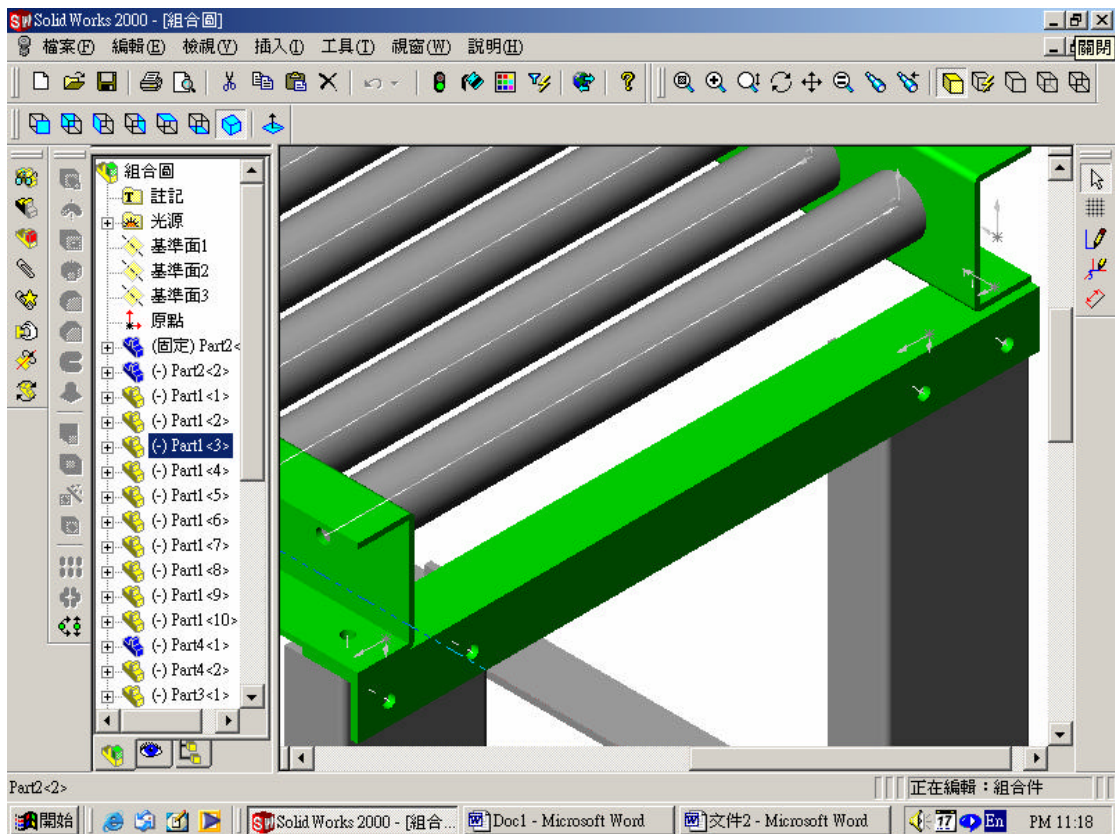 SolidWorks 2000 - [組合圖]
檔案(F) 編輯(E) 檢視(V) 插入(I) 工具(T) 視窗(W) 說明(H)
關閉
組合圖
註記
光源
基準面1
基準面2
基準面3
原點
(固定) Part2<
(-) Part2<2>
(-) Part1<1>
(-) Part1<2>
(-) Part1<3>
(-) Part1<4>
(-) Part1<5>
(-) Part1<6>
(-) Part1<7>
(-) Part1<8>
(-) Part1<9>
(-) Part1<10>
(-) Part4<1>
(-) Part4<2>
(-) Part3<1>
Part2<2>
正在編輯：組合件
開始
SolidWorks 2000 - [組合...
Doc1 - Microsoft Word
文件2 - Microsoft Word
17
En
PM 11:18